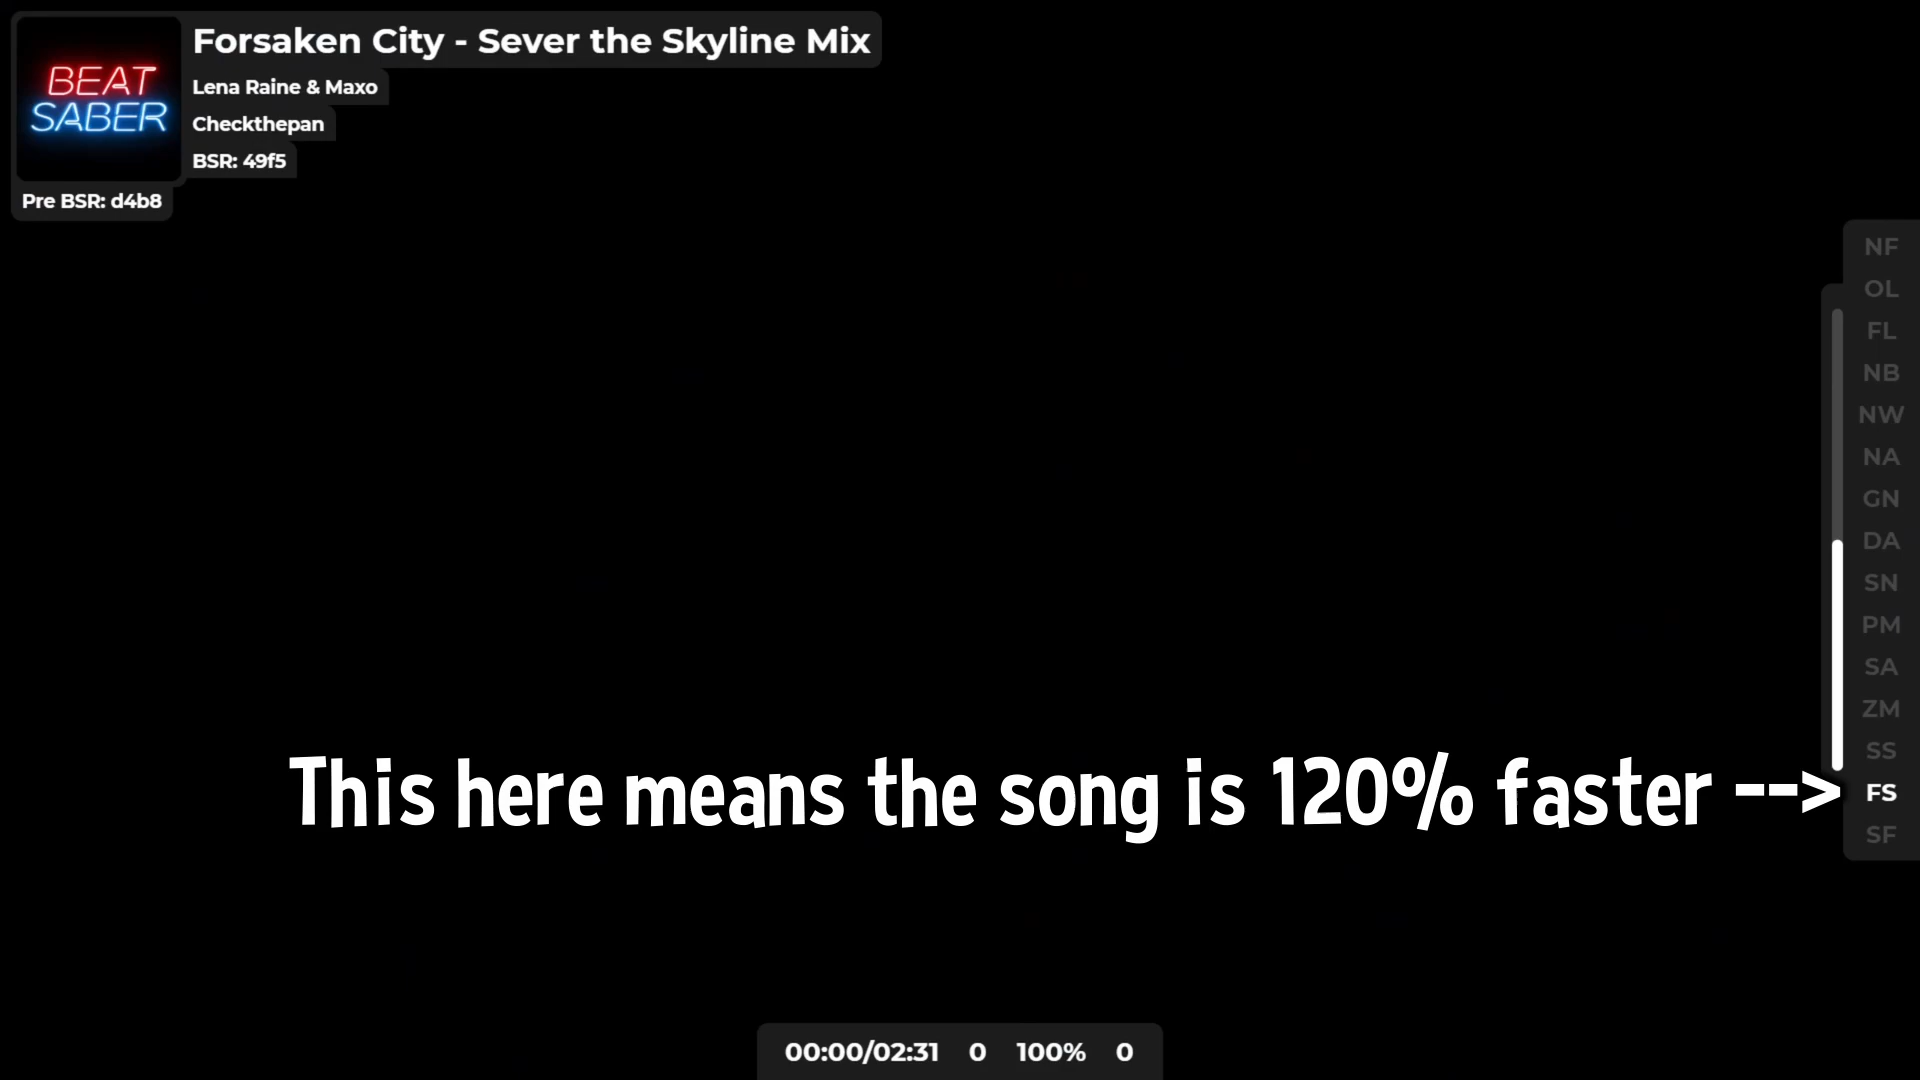 BEAT
SABER
Forsaken City - Sever the Skyline Mix
Lena Raine & Maxo
Checkthepan
BSR: 49f5
Pre BSR: d4b8
NF
OL
FL
NB
NW
NA
GN
DA
SN
PM
SA
ZM
SS
This here means the song is 120% faster -->
FS
SF
00:00/02:31 0 100% 0